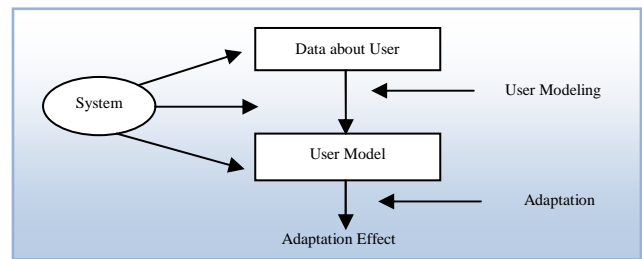 Data about User
User Modeling
System
User Model
Adaptation
Adaptation Effect